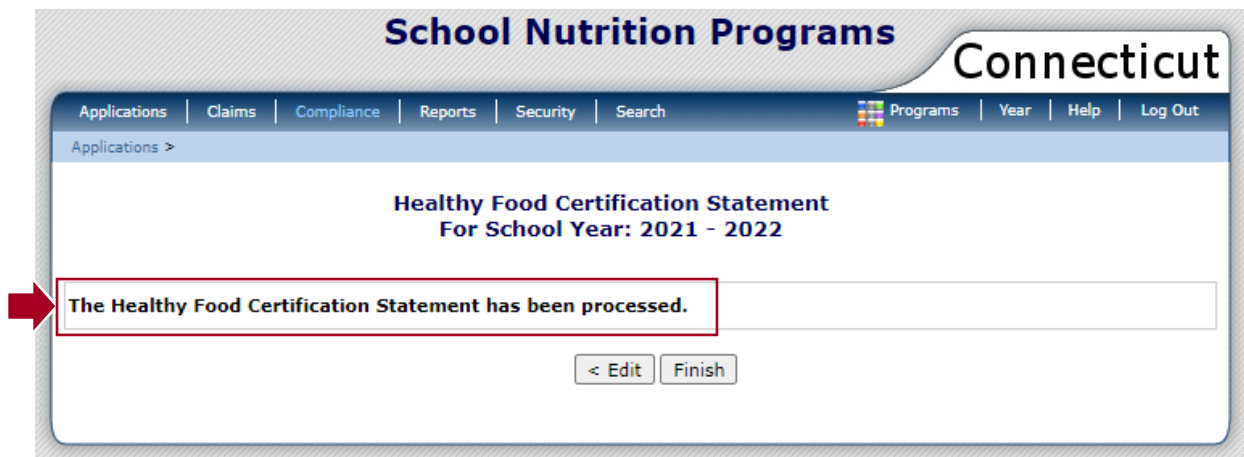 School Nutrition Programs
Connecticut
Applications | Claims | Compliance | Reports | Security | Search Programs | Year | Help | Log Out
Applications >
Healthy Food Certification Statement
For School Year: 2021 - 2022
The Healthy Food Certification Statement has been processed.
< Edit Finish